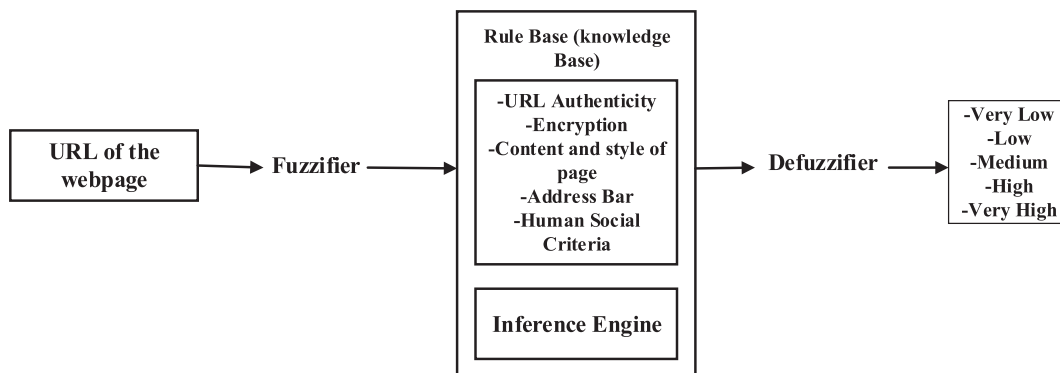 URL of the
webpage
Fuzzifier
Rule Base (knowledge
Base)
-URL Authenticity
-Encryption
-Content and style of
page
-Address Bar
-Human Social
Criteria
Inference Engine
Defuzzifier
-Very Low
-Low
-Medium
-High
-Very High